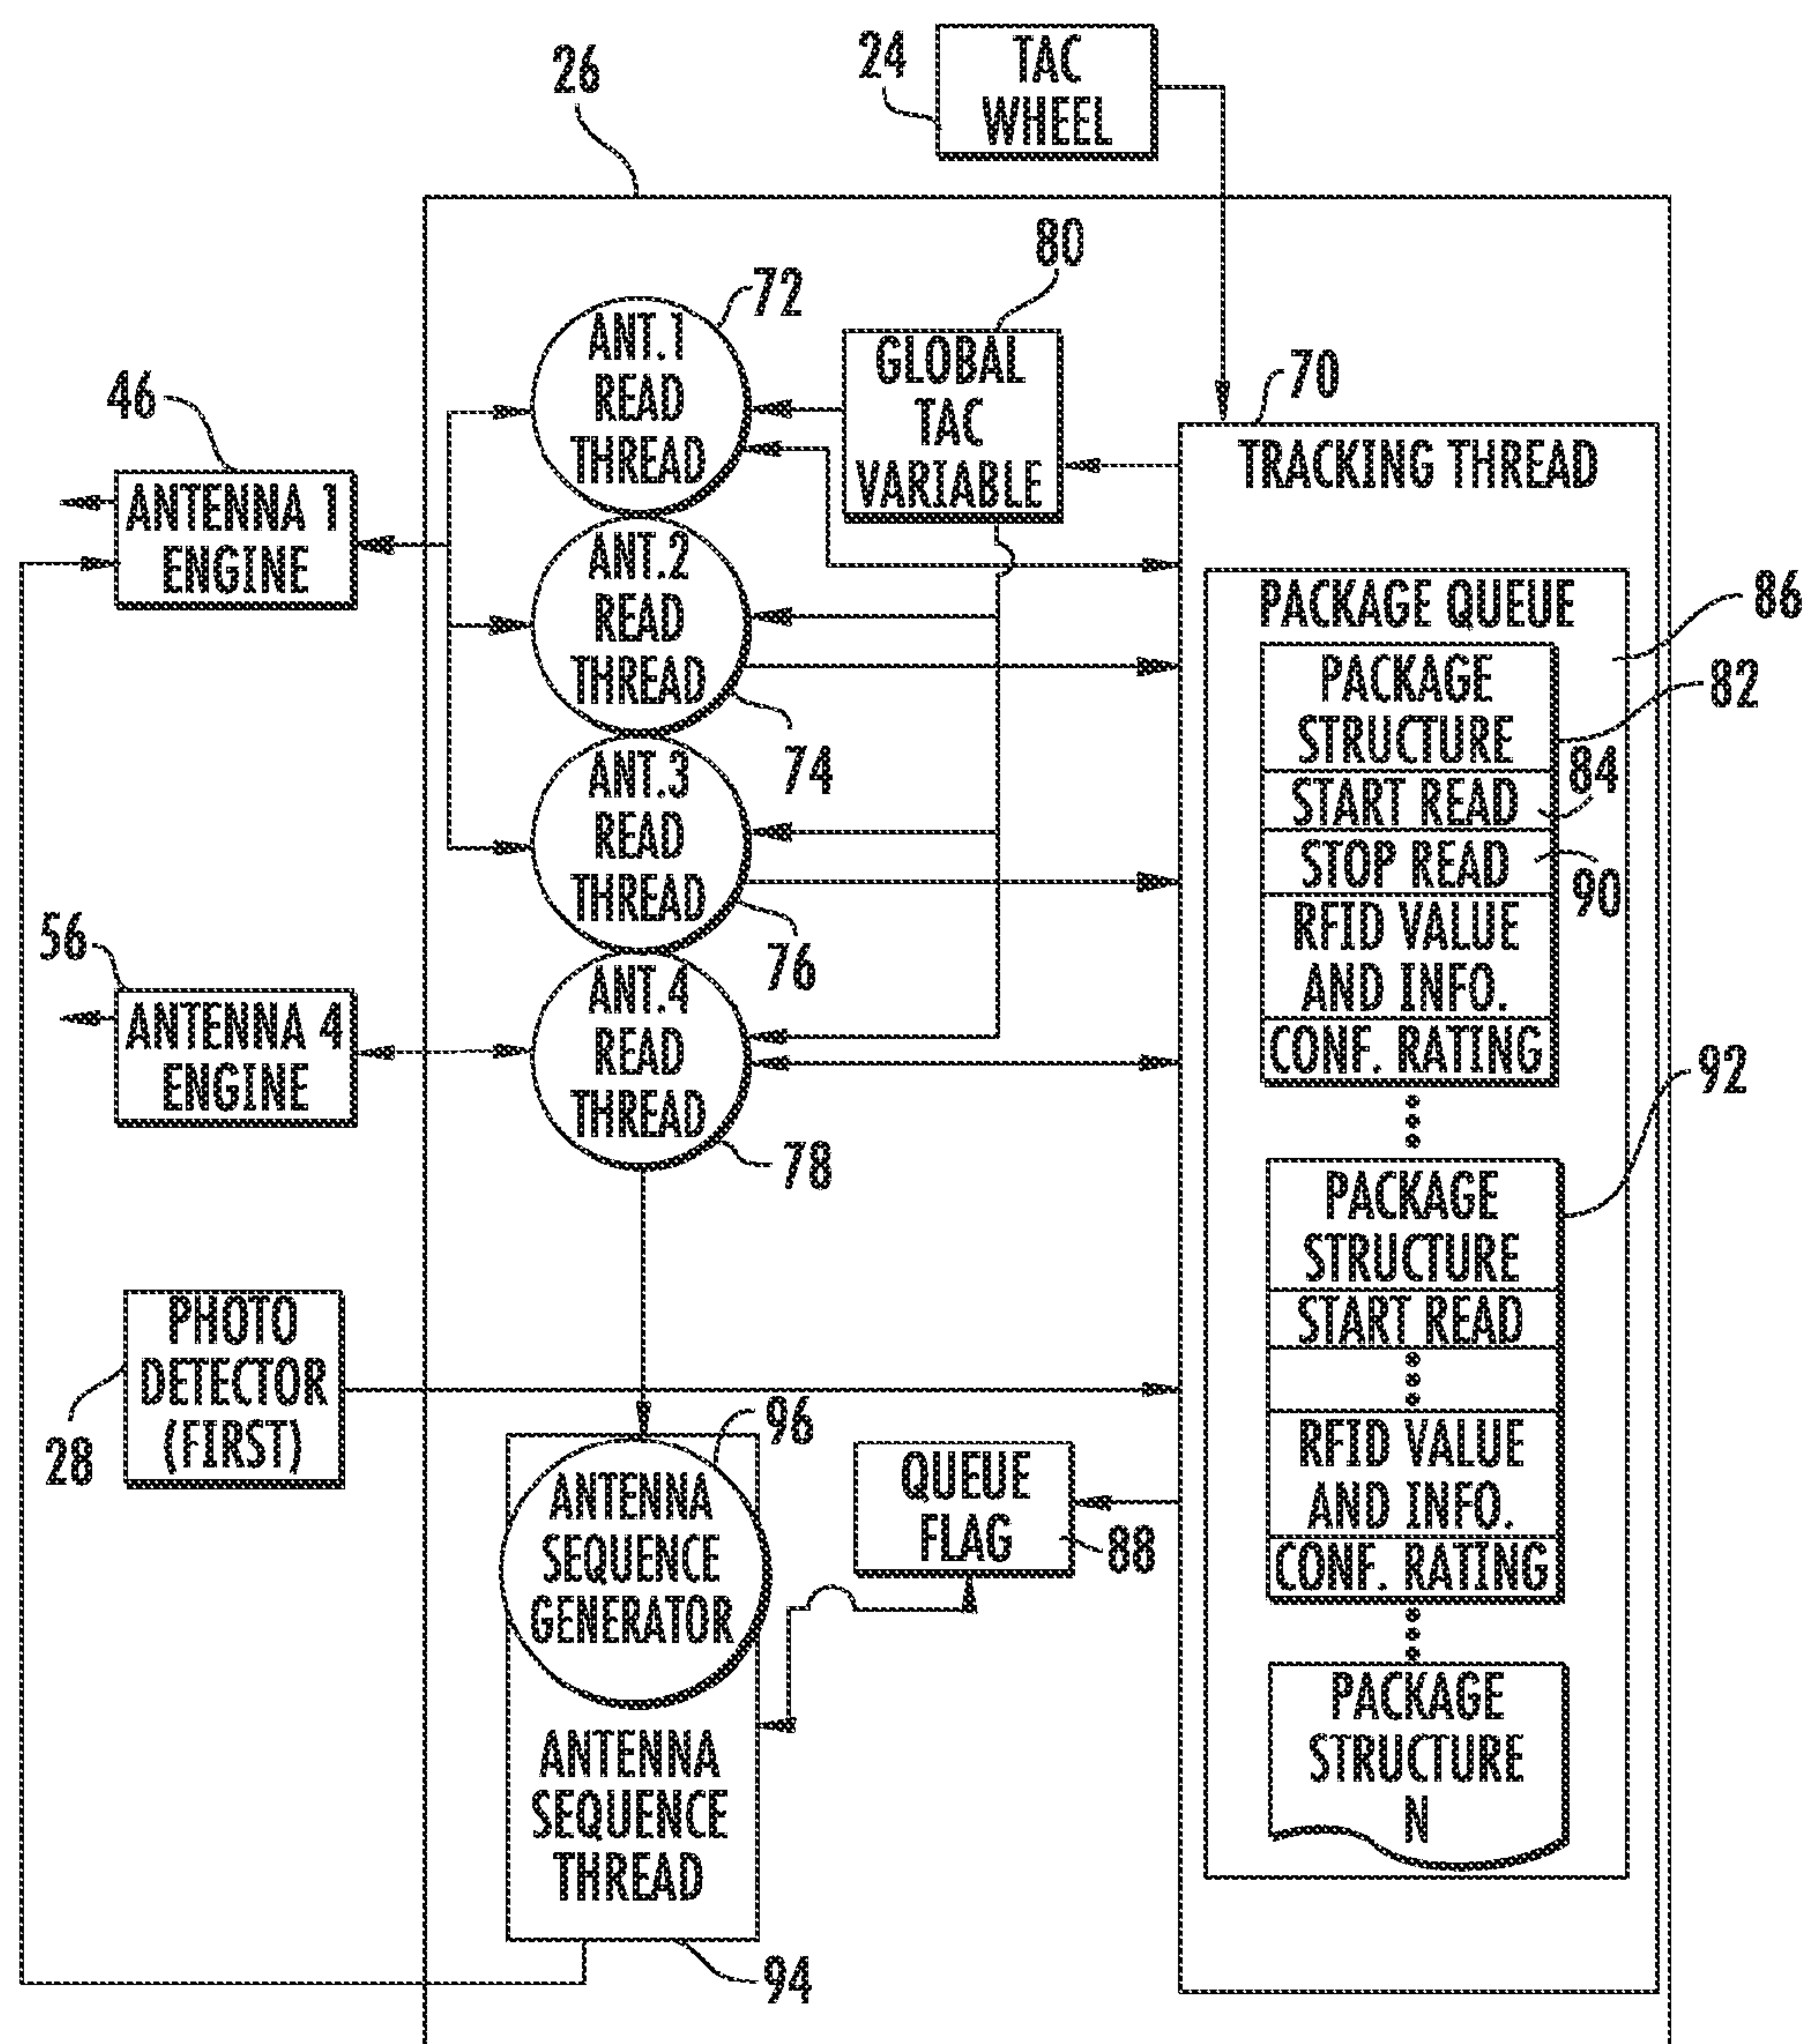 24
TAC
WHEEL
26
80
72
ANT.1
READ
THREAD
GLOBAL
TAC
VARIABLE
70
TRACKING THREAD
46
ANTENNA 1
ENGINE
ANT.2
READ
THREAD
74
PACKAGE QUEUE
86
PACKAGE
STRUCTURE
82
START READ
84
STOP READ
90
RFID VALUE
AND INFO.
CONF. RATING
ANT.3
READ
THREAD
76
56
ANTENNA 4
ENGINE
ANT.4
READ
THREAD
78
92
PACKAGE
STRUCTURE
START READ
RFID VALUE
AND INFO.
CONF. RATING
PHOTO
DETECTOR
(FIRST)
28
96
ANTENNA
SEQUENCE
GENERATOR
QUEUE
FLAG
88
ANTENNA
SEQUENCE
THREAD
94
PACKAGE
STRUCTURE
N